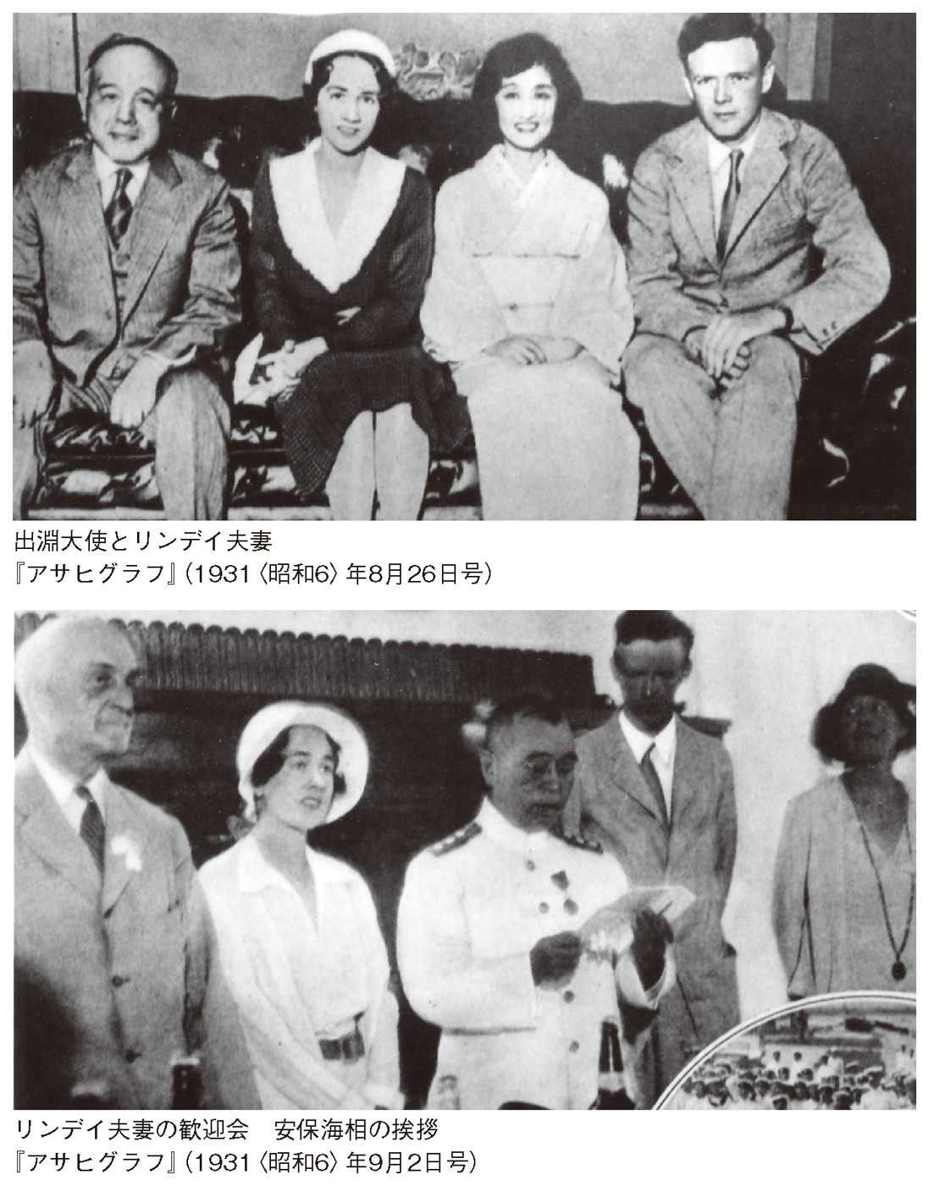 出淵大使とリンデイ夫妻
『アサヒグラフ』（1931〈昭和6〉年8月26日号）
リンデイ夫妻の歓迎会　安保海相の挨拶
『アサヒグラフ』（1931〈昭和6〉年9月2日号）